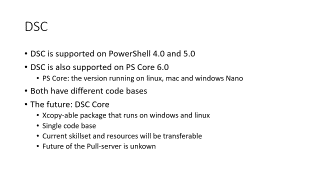 DSC
• DSC is supported on PowerShell 4.0 and 5.0
• DSC is also supported on PS Core 6.0
• PS Core: the version running on linux, mac and windows Nano
• Both have different code bases
• The future: DSC Core
• Xcopy-able package that runs on windows and linux
• Single code base
• Current skillset and resources will be transferable
• Future of the Pull-server is unkown